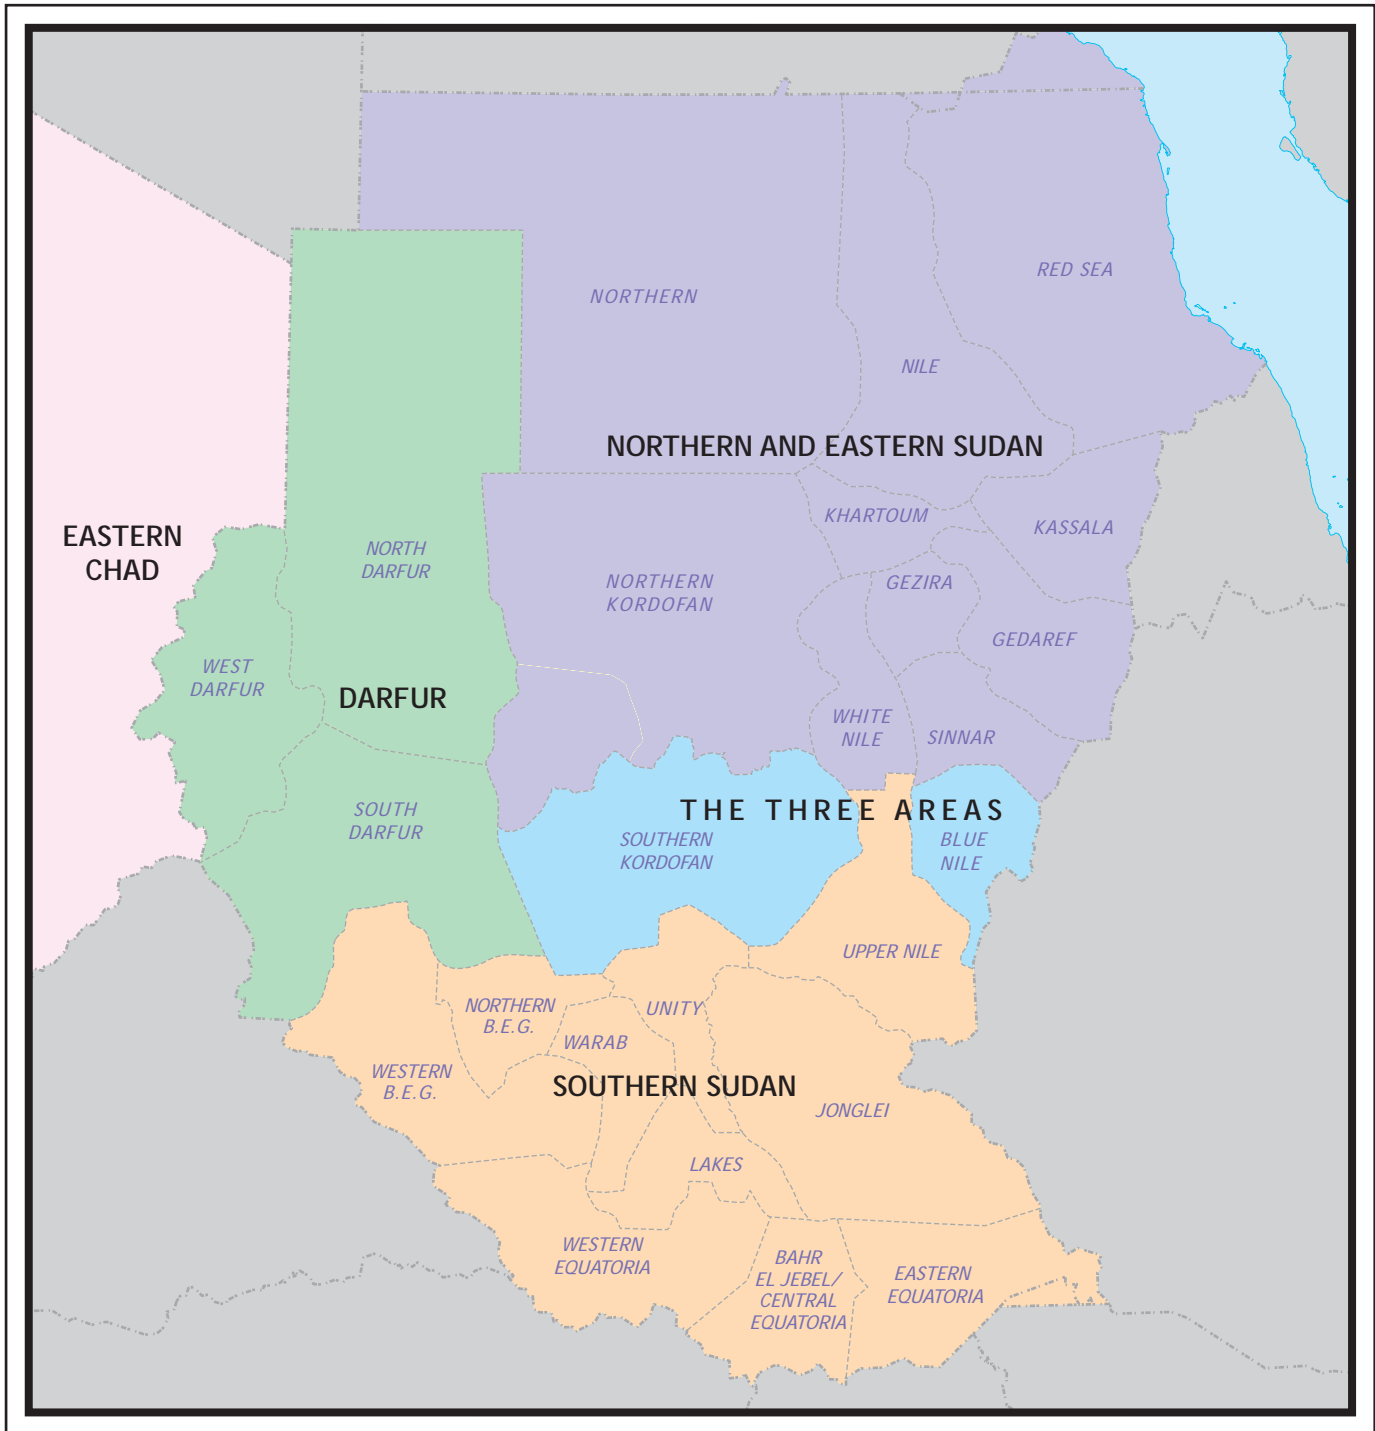 RED SEA
NORTHERN
NILE
NORTHERN AND EASTERN SUDAN
KHARTOUM
KASSALA
EASTERN
CHAD
NORTH
DARFUR
NORTHERN
KORDOFAN
GEZIRA
GEDAREF
WEST
DARFUR
DARFUR
WHITE
NILE
SINNAR
SOUTH
DARFUR
THE THREE AREAS
SOUTHERN
KORDOFAN
BLUE
NILE
UPPER NILE
NORTHERN
B.E.G.
UNITY
WARAB
WESTERN
B.E.G.
SOUTHERN SUDAN
JONGLEI
LAKES
WESTERN
EQUATORIA
BAHR
EL JEBEL/
CENTRAL
EQUATORIA
EASTERN
EQUATORIA